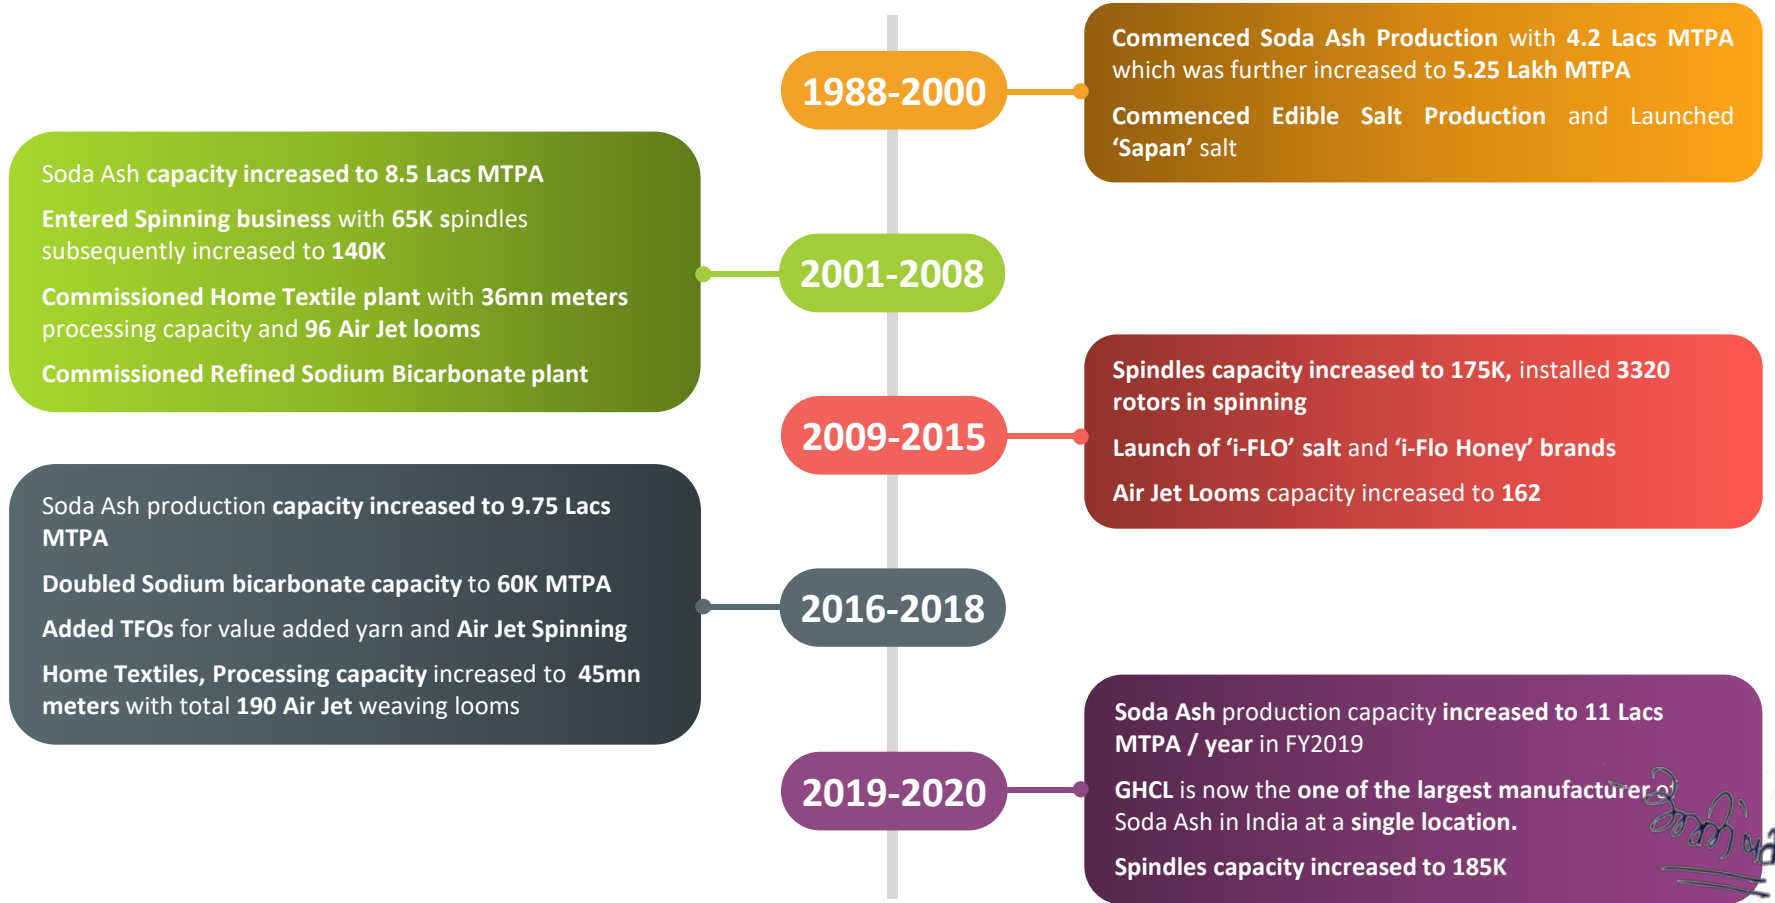 1988-2000
Commenced Soda Ash Production with 4.2 Lacs MTPA
which was further increased to 5.25 Lakh MTPA
Commenced Edible Salt Production and Launched
‘Sapan’ salt
2001-2008
Soda Ash capacity increased to 8.5 Lacs MTPA
Entered Spinning business with 65K spindles
subsequently increased to 140K
Commissioned Home Textile plant with 36mn meters
processing capacity and 96 Air Jet looms
Commissioned Refined Sodium Bicarbonate plant
2009-2015
Spindles capacity increased to 175K, installed 3320
rotors in spinning
Launch of ‘i-FLO’ salt and ‘i-Flo Honey’ brands
Air Jet Looms capacity increased to 162
2016-2018
Soda Ash production capacity increased to 9.75 Lacs
MTPA
Doubled Sodium bicarbonate capacity to 60K MTPA
Added TFOs for value added yarn and Air Jet Spinning
Home Textiles, Processing capacity increased to 45mn
meters with total 190 Air Jet weaving looms
2019-2020
Soda Ash production capacity increased to 11 Lacs
MTPA / year in FY2019
GHCL is now the one of the largest manufacturer of
Soda Ash in India at a single location.
Spindles capacity increased to 185K